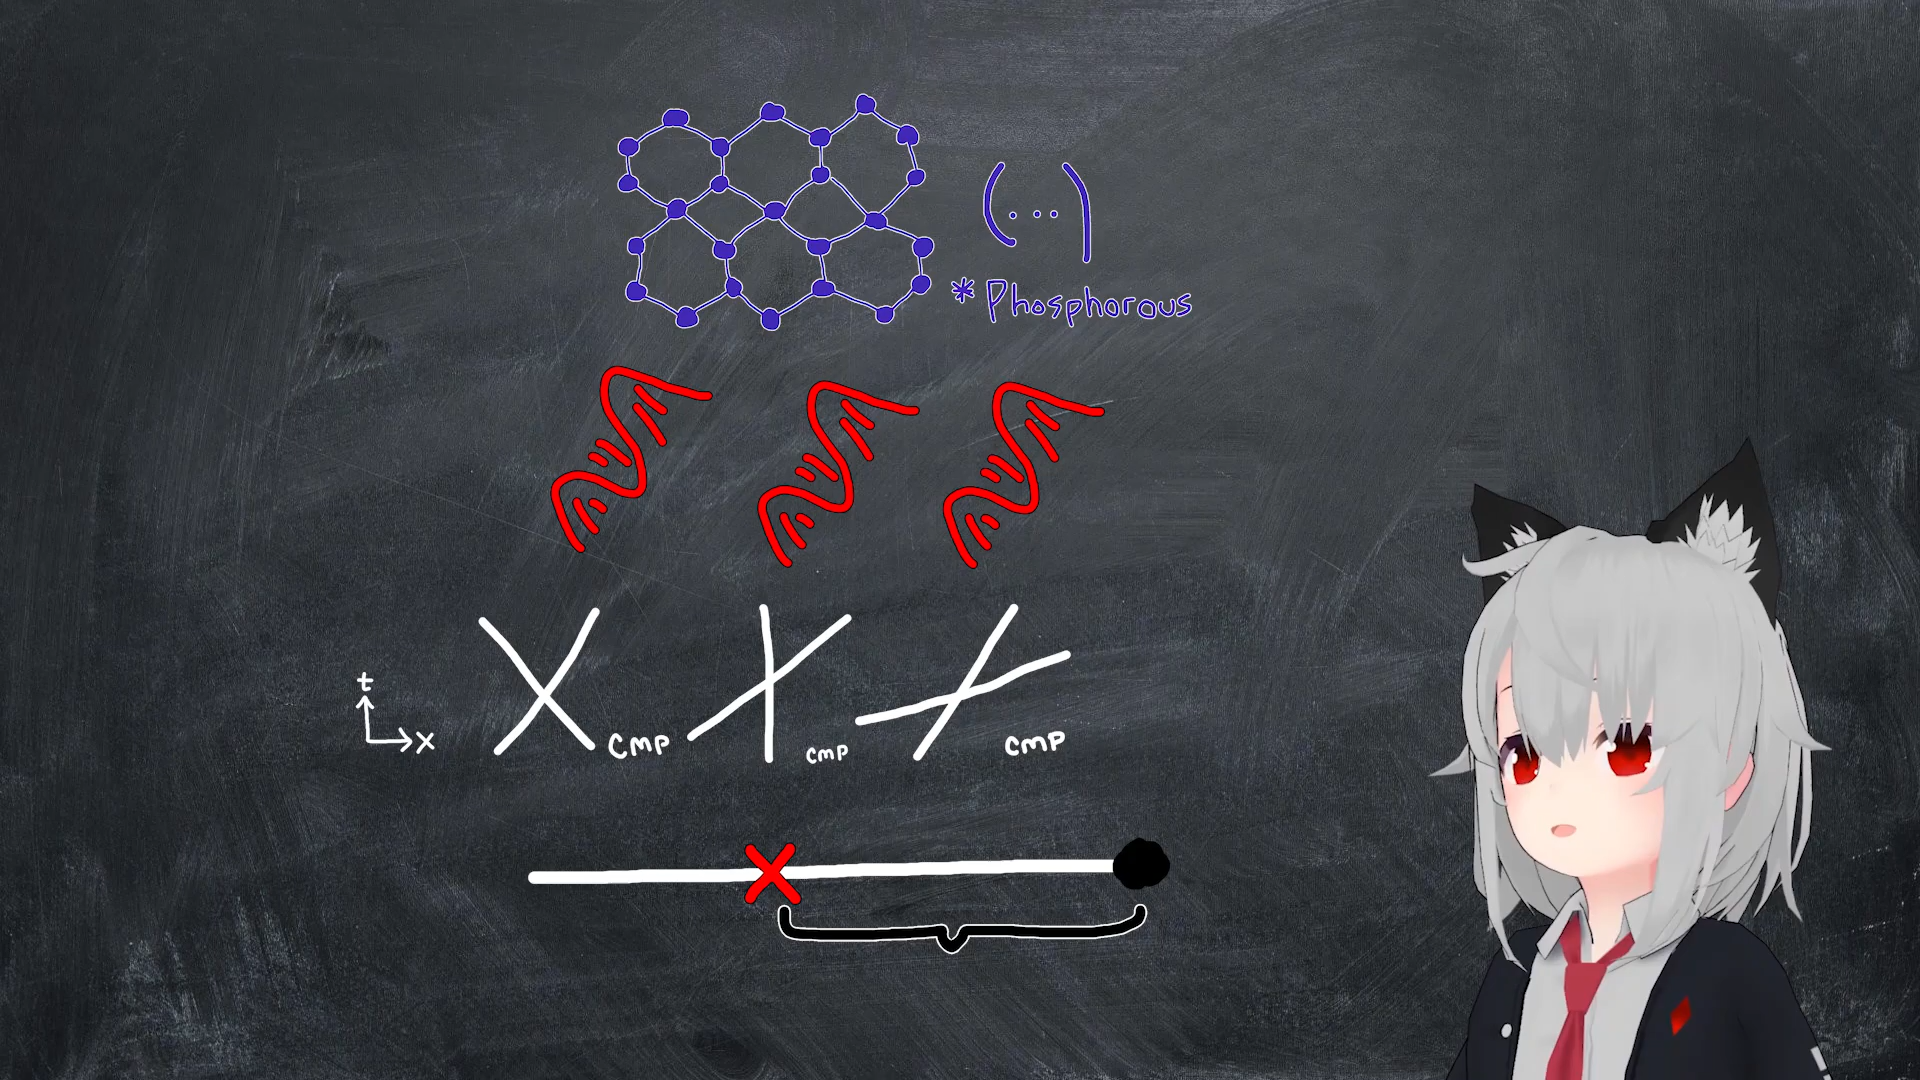 (...)
* Phosphorous
t
x
cmp
cmp
cmp